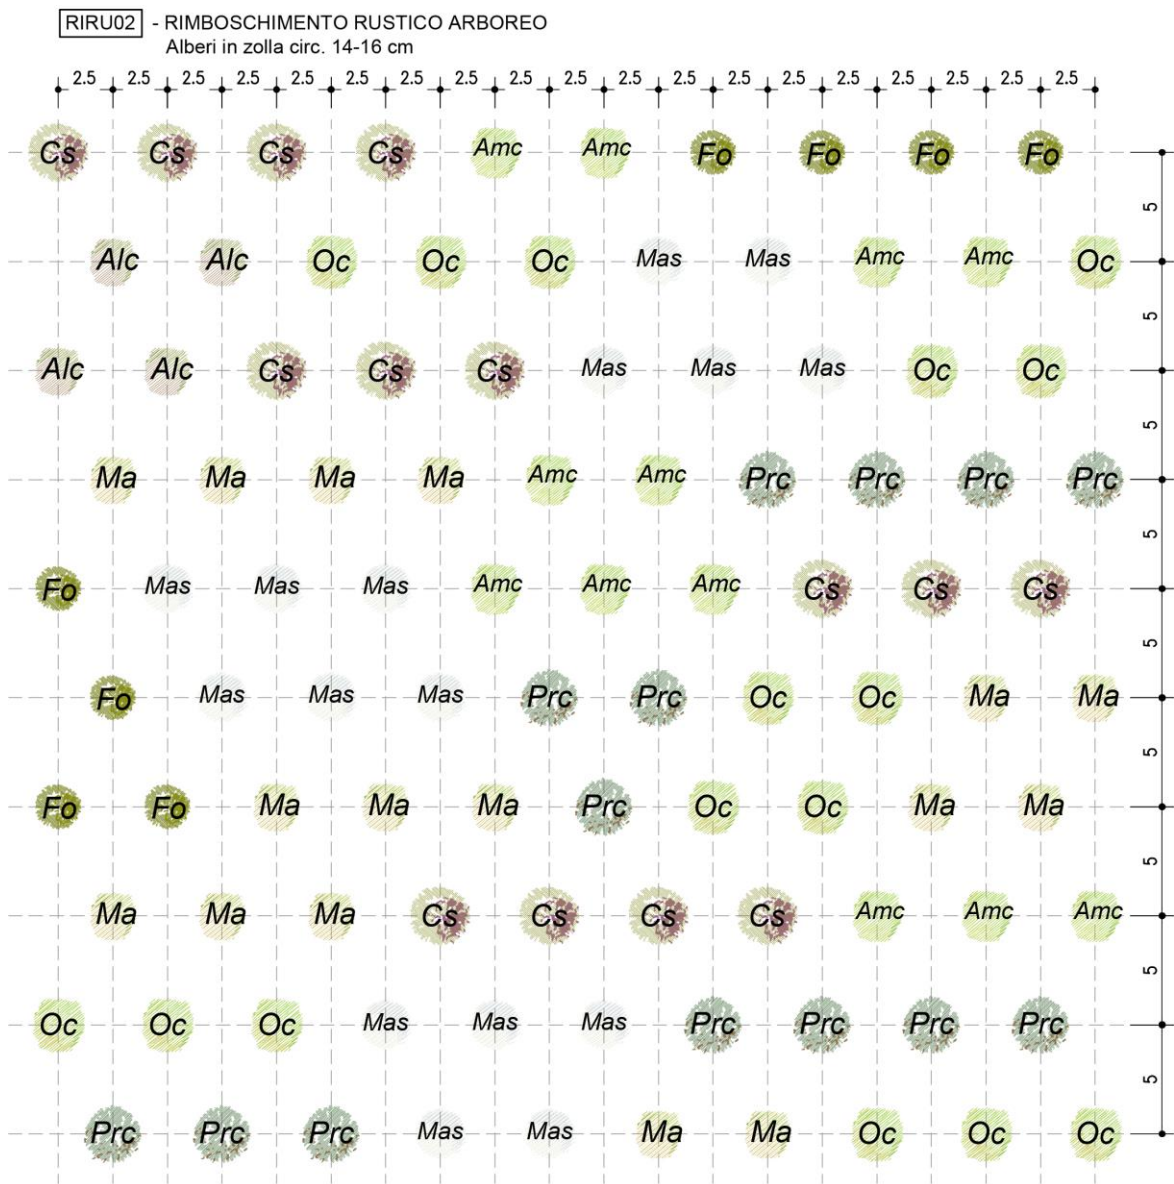 RIRU02 - RIMBOSCHIMENTO RUSTICO ARBOREO
Alberi in zolla circ. 14-16 cm
2.5 2.5 2.5 2.5 2.5 2.5 2.5 2.5 2.5 2.5 2.5 2.5 2.5 2.5 2.5 2.5 2.5 2.5 2.5
Cs Cs Cs Cs Amc Amc Fo Fo Fo Fo
5
Alc Alc Oc Oc Oc Mas Mas Amc Amc Oc
5
Alc Alc Cs Cs Cs Mas Mas Mas Oc Oc
5
Ma Ma Ma Ma Amc Amc Prc Prc Prc Prc
5
Fo Mas Mas Mas Amc Amc Amc Cs Cs Cs
5
Fo Mas Mas Mas Prc Prc Oc Oc Ma Ma
5
Fo Fo Ma Ma Ma Prc Oc Oc Ma Ma
5
Ma Ma Ma Cs Cs Cs Cs Amc Amc Amc
5
Oc Oc Oc Mas Mas Mas Prc Prc Prc Prc
5
Prc Prc Prc Mas Mas Ma Ma Oc Oc Oc